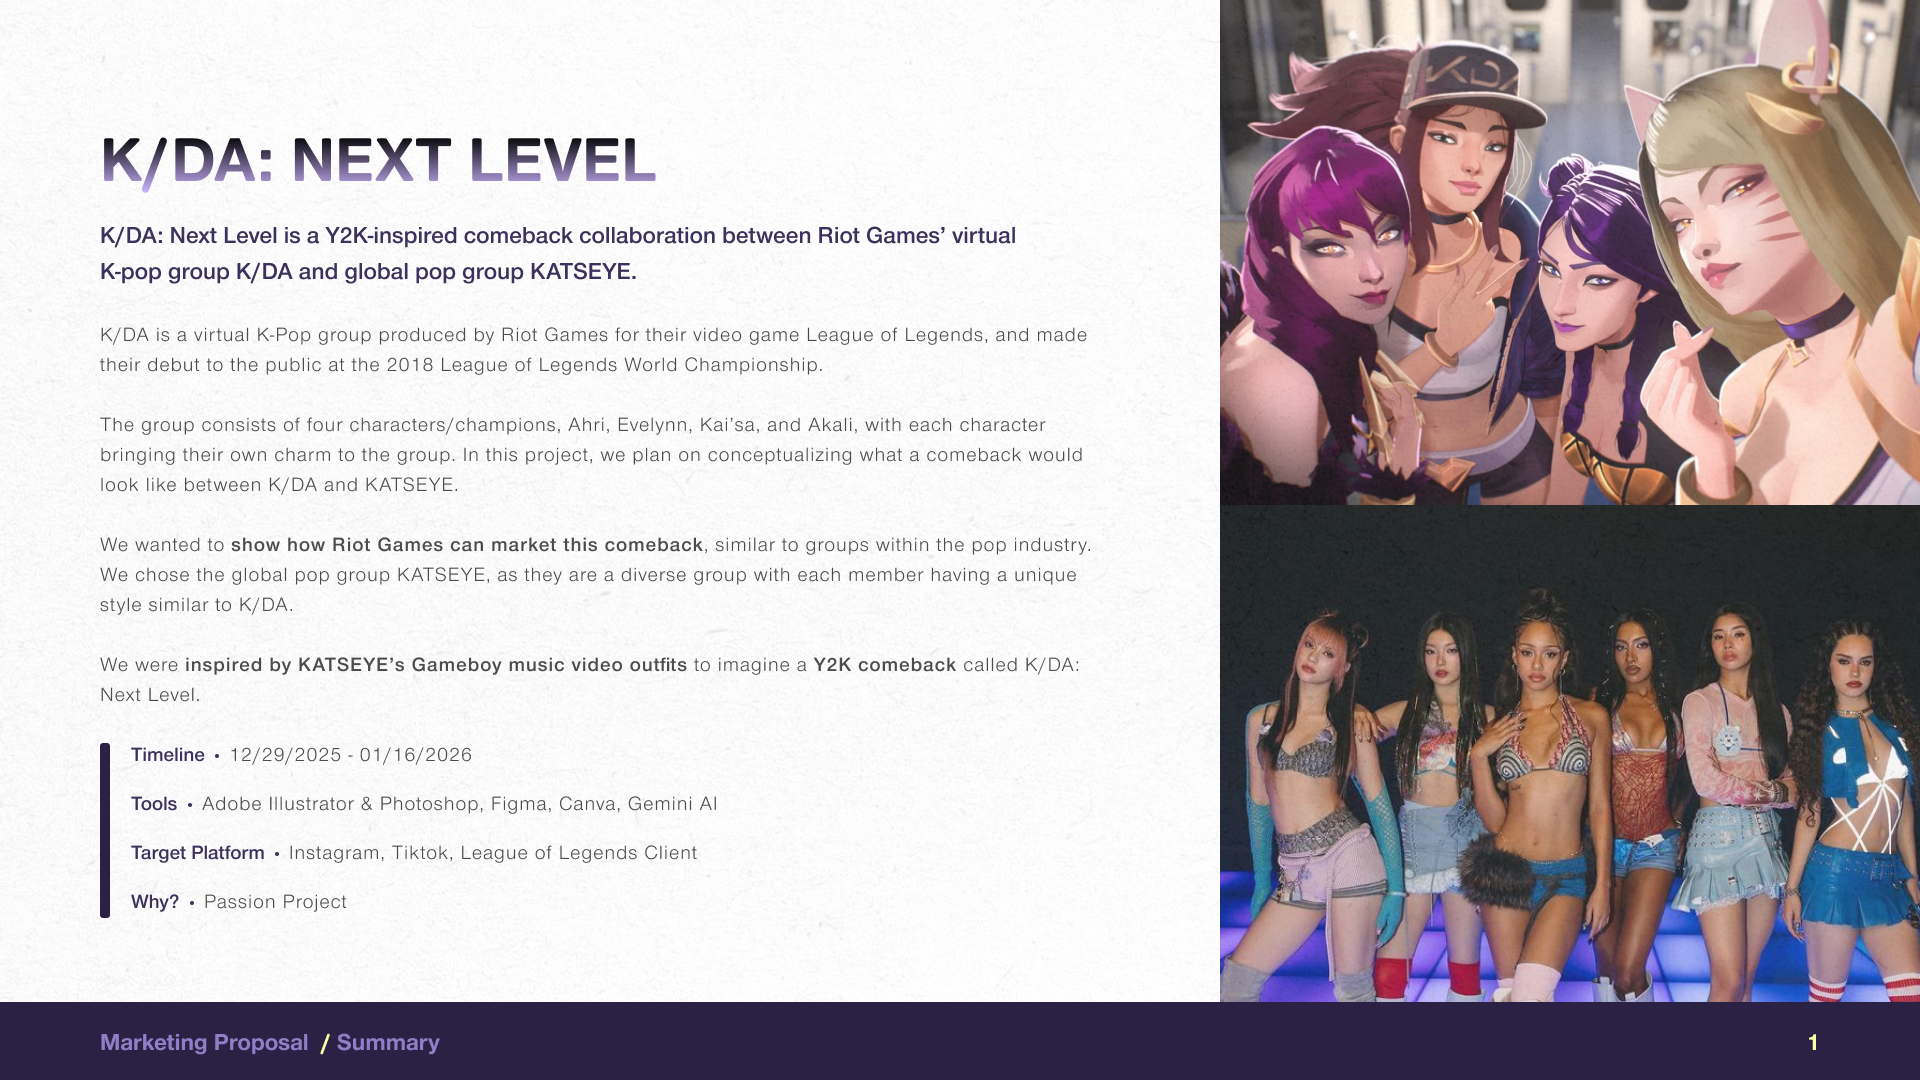 K/DA: NEXT LEVEL
K/DA: Next Level is a Y2K-inspired comeback collaboration between Riot Games’ virtual
K-pop group K/DA and global pop group KATSEYE.
K/DA is a virtual K-Pop group produced by Riot Games for their video game League of Legends, and made
their debut to the public at the 2018 League of Legends World Championship.
The group consists of four characters/champions, Ahri, Evelynn, Kai’sa, and Akali, with each character
bringing their own charm to the group. In this project, we plan on conceptualizing what a comeback would
look like between K/DA and KATSEYE.
We wanted to show how Riot Games can market this comeback, similar to groups within the pop industry.
We chose the global pop group KATSEYE, as they are a diverse group with each member having a unique
style similar to K/DA.
We were inspired by KATSEYE’s Gameboy music video outfits to imagine a Y2K comeback called K/DA:
Next Level.
Timeline • 12/29/2025 - 01/16/2026
Tools • Adobe Illustrator & Photoshop, Figma, Canva, Gemini AI
Target Platform • Instagram, Tiktok, League of Legends Client
Why? • Passion Project
KDA
Marketing Proposal / Summary
1